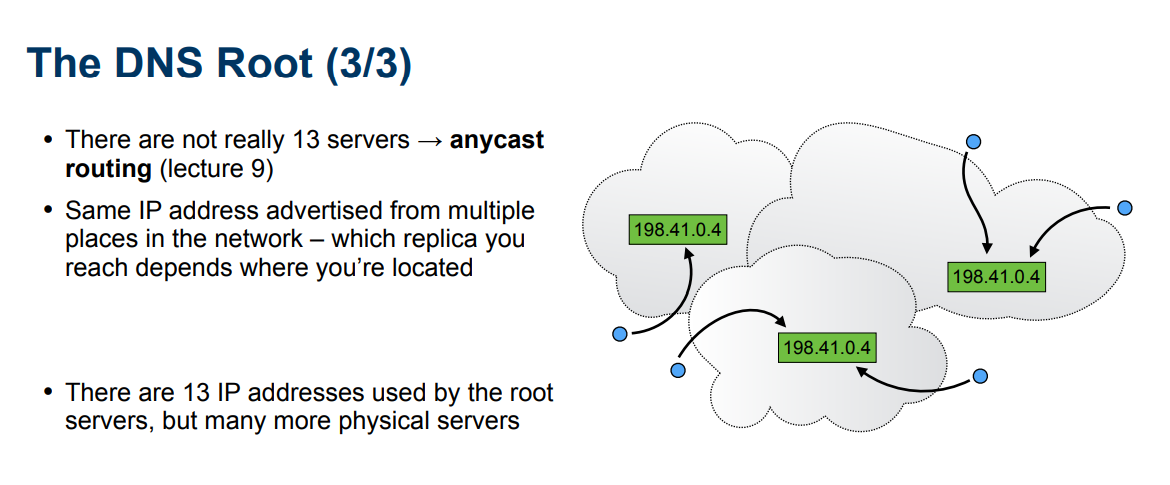 The DNS Root (3/3)
• There are not really 13 servers → anycast
routing (lecture 9)
• Same IP address advertised from multiple
places in the network – which replica you
reach depends where you’re located
• There are 13 IP addresses used by the root
servers, but many more physical servers
198.41.0.4
198.41.0.4
198.41.0.4